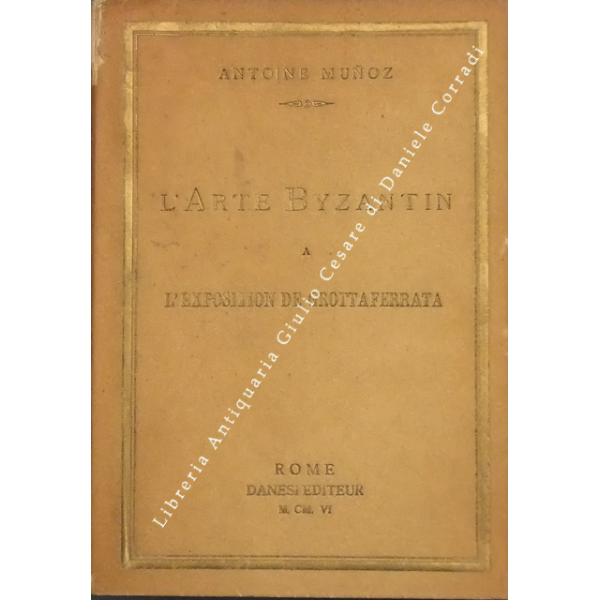 ANTOINE MUÑOZ
L'ARTE BYZANTIN
A
L'EXPOSITION DE GROTTAFERRATA
ROME
DANESI EDITEUR
M. CM. VI
Libreria Antiquaria Giulio Cesare di Daniele Corradi